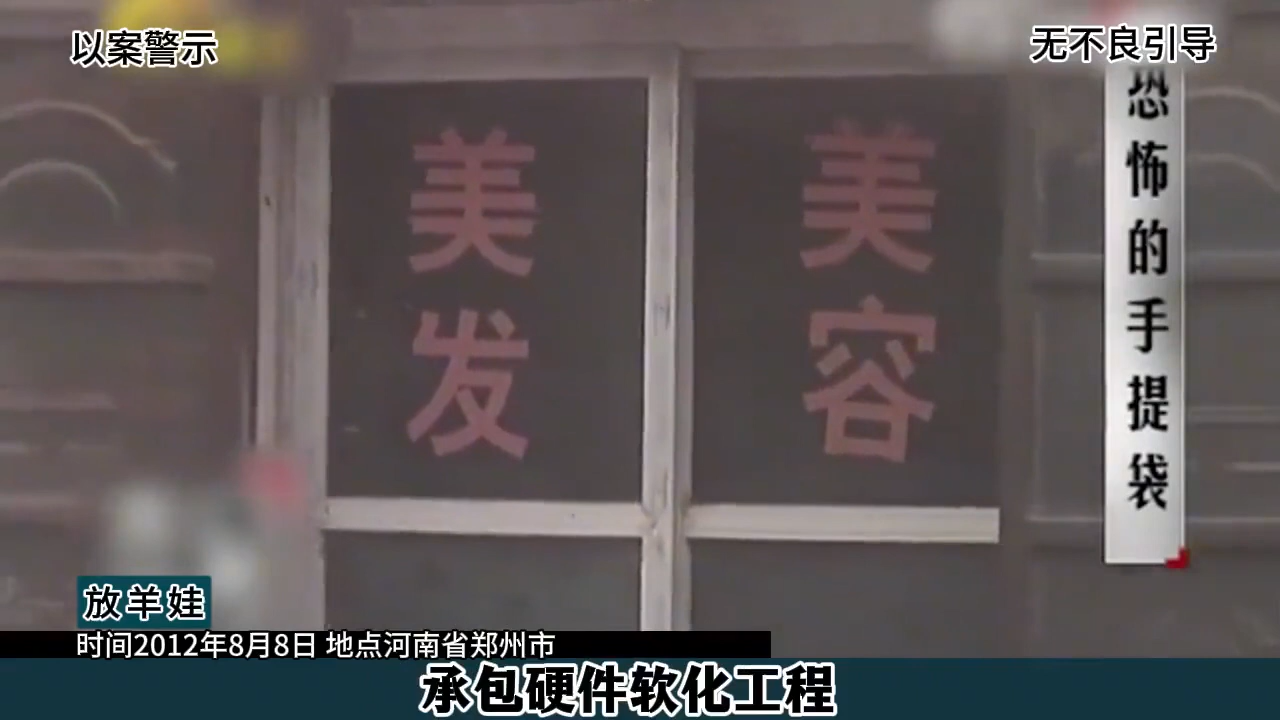 以案警示
无不良引导
恐怖的手提袋
美发
美容
放羊娃
时间2012年8月8日 地点河南省郑州市
承包硬件软化工程